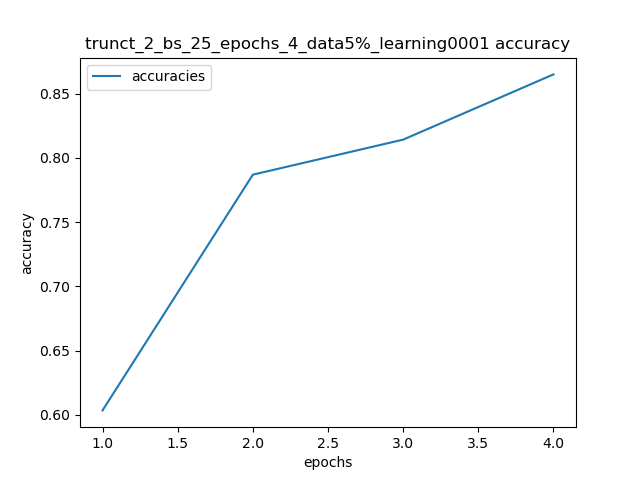 trunct_2_bs_25_epochs_4_data5%_learning0001 accuracy
accuracies
accuracy
0.85
0.80
0.75
0.70
0.65
0.60
1.0 1.5 2.0 2.5 3.0 3.5 4.0
epochs